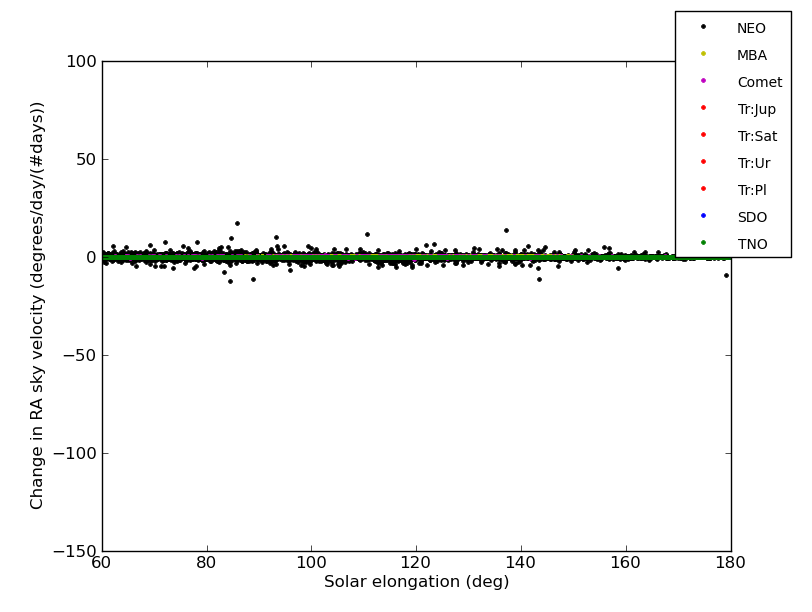 NEO
MBA
Comet
Tr:Jup
Tr:Sat
Tr:Ur
Tr:Pl
SDO
TNO
100
50
0
−50
−100
−150
Change in RA sky velocity (degrees/day/(#days))
60 80 100 120 140 160 180
Solar elongation (deg)